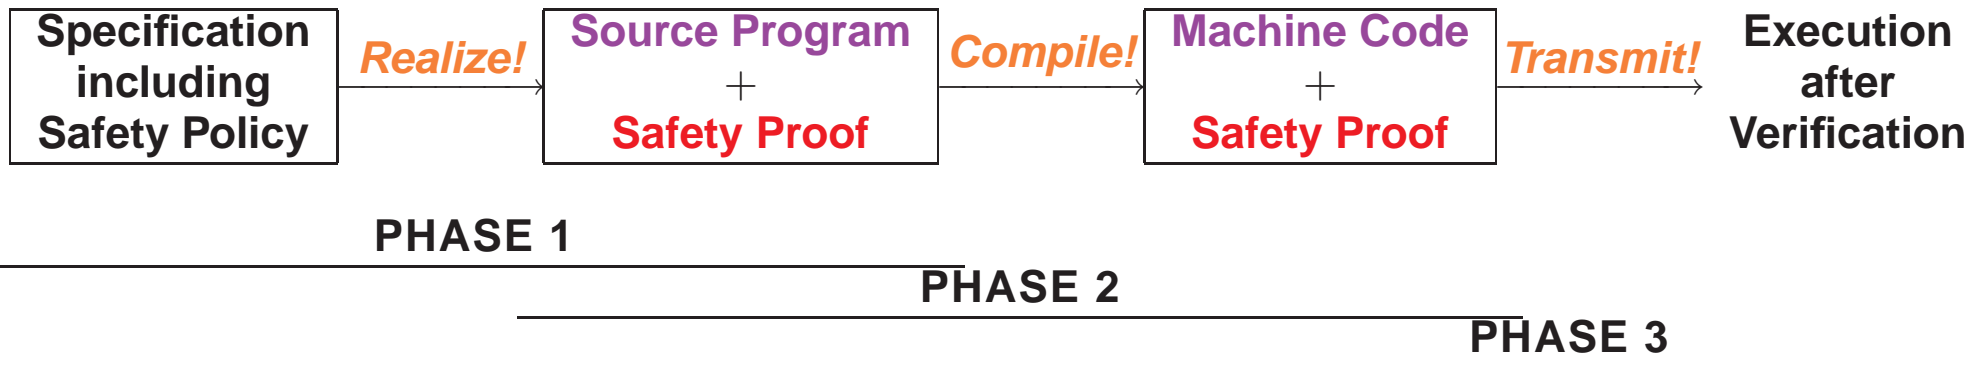 Specification
including
Safety Policy
Realize!
Source Program
+
Safety Proof
Compile!
Machine Code
+
Safety Proof
Transmit!
Execution
after
Verification
PHASE 1
PHASE 2
PHASE 3